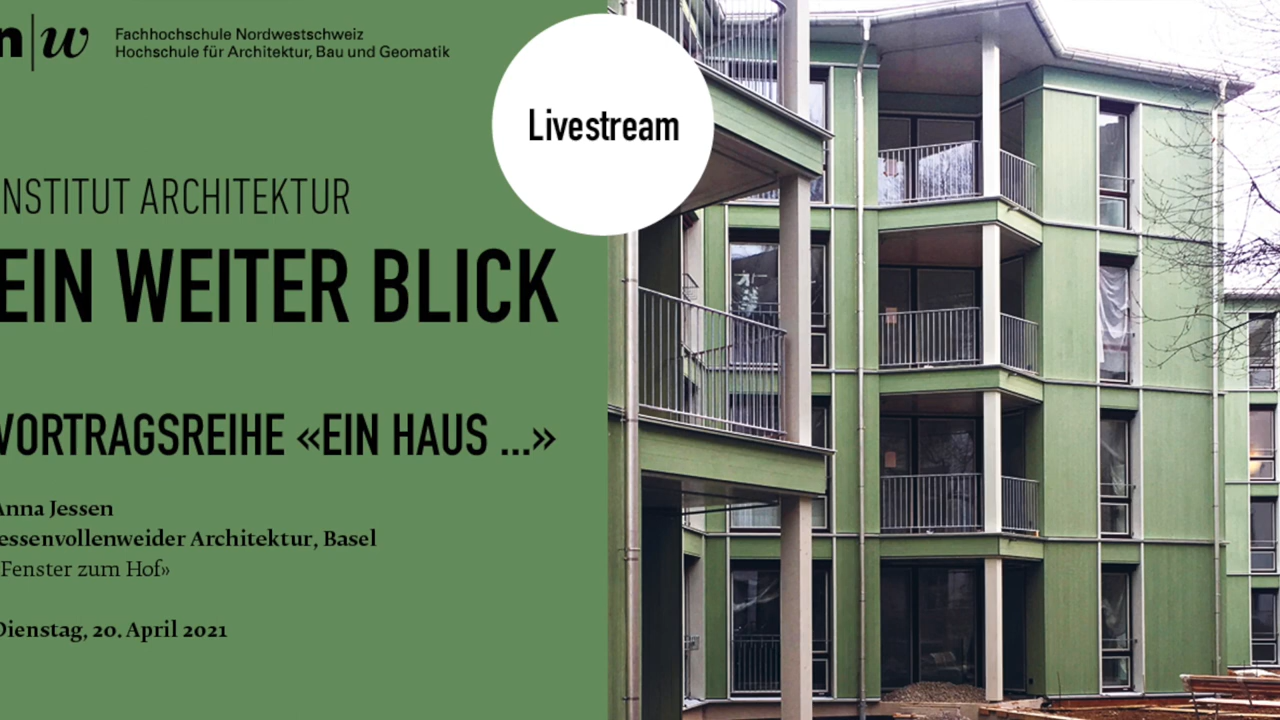 n|w
Fachhochschule Nordwestschweiz
Hochschule für Architektur, Bau und Geomatik
Livestream
NSTITUT ARCHITEKTUR
EIN WEITER BLICK
VORTRAGSREIHE «EIN HAUS ...»
Anna Jessen
essenvollenweider Architektur, Basel
Fenster zum Hof»
Dienstag, 20. April 2021